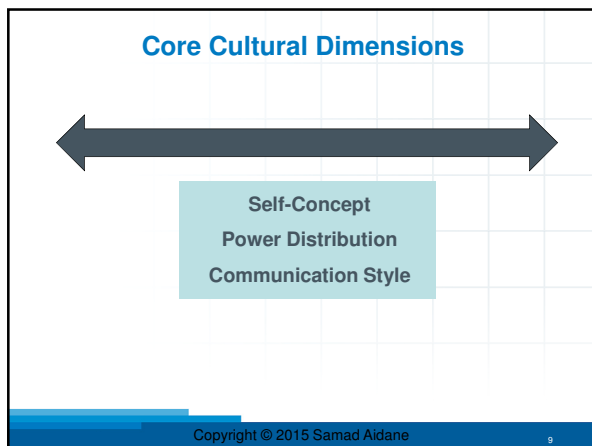 Core Cultural Dimensions
Self-Concept
Power Distribution
Communication Style
Copyright © 2015 Samad Aidane
9